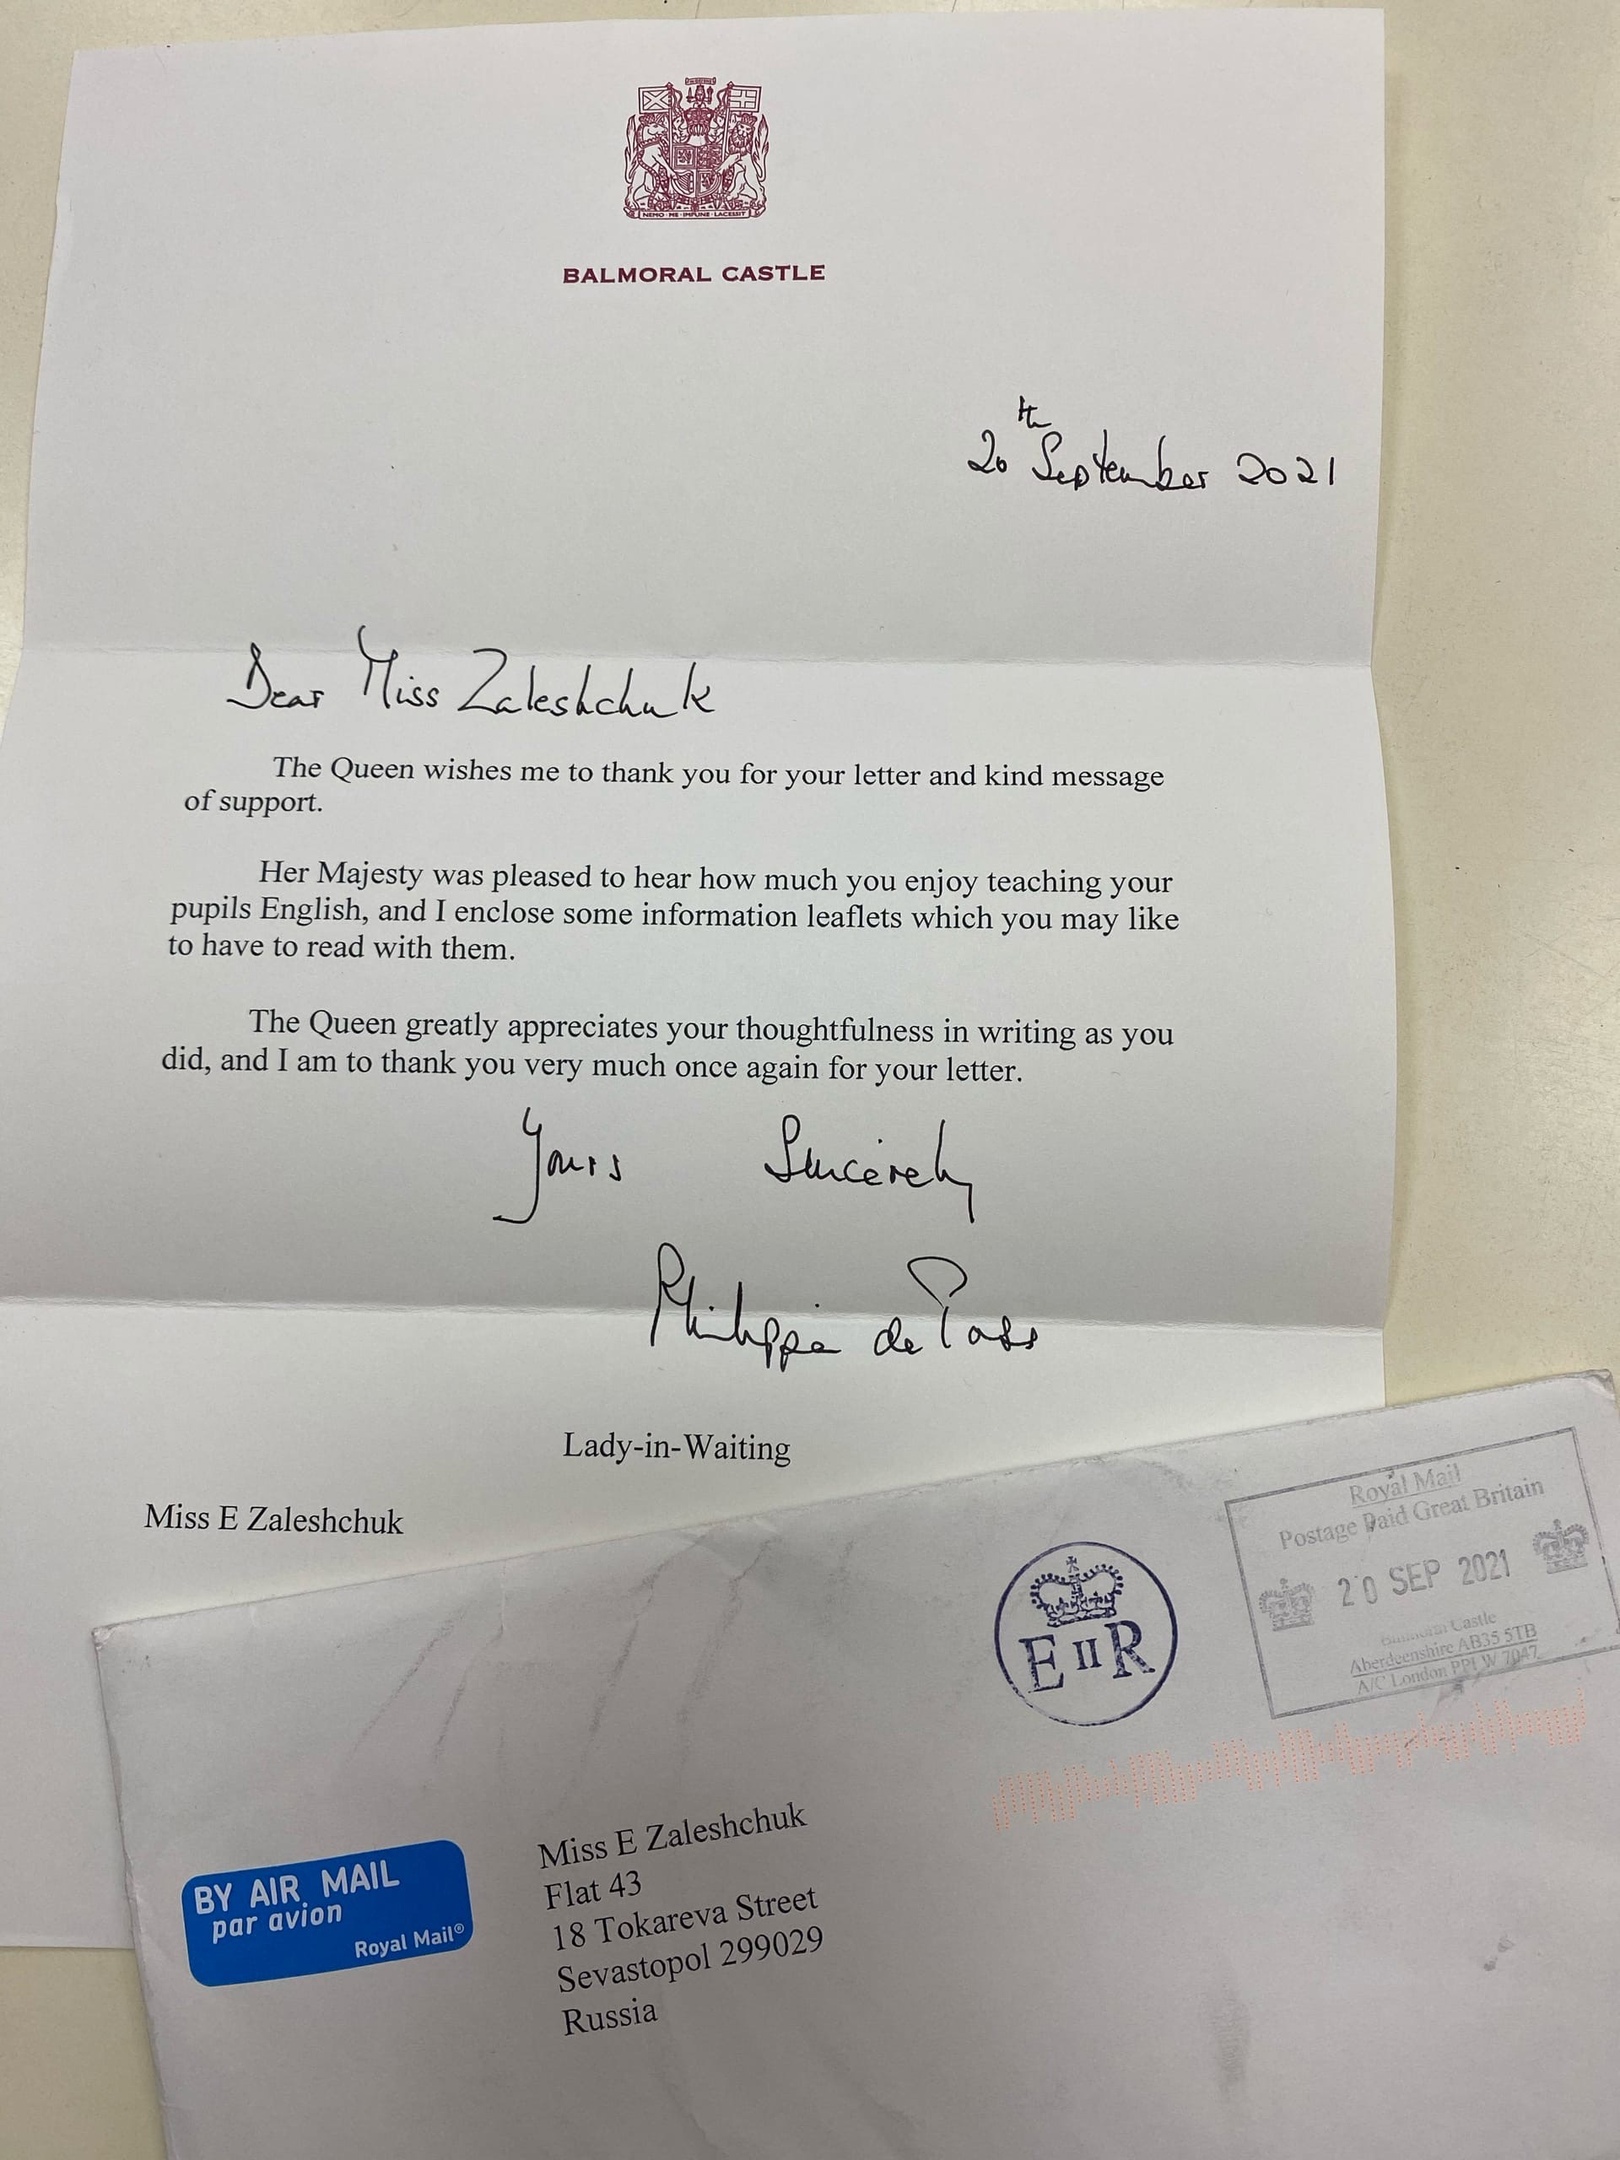 NEMO · ME · IMPUNE · LACESSIT
BALMORAL CASTLE
20th September 2021
Dear Miss Zaleshchuk
The Queen wishes me to thank you for your letter and kind message
of support.
Her Majesty was pleased to hear how much you enjoy teaching your
pupils English, and I enclose some information leaflets which you may like
to have to read with them.
The Queen greatly appreciates your thoughtfulness in writing as you
did, and I am to thank you very much once again for your letter.
Yours Sincerely
Philippa de Pass
Lady-in-Waiting
Miss E Zaleshchuk
Royal Mail
Postage Paid Great Britain
20 SEP 2021
Balmoral Castle
Aberdeenshire AB35 5TB
A/C London PPI W 7047
E II R
BY AIR MAIL
par avion
Royal Mail®
Miss E Zaleshchuk
Flat 43
18 Tokareva Street
Sevastopol 299029
Russia